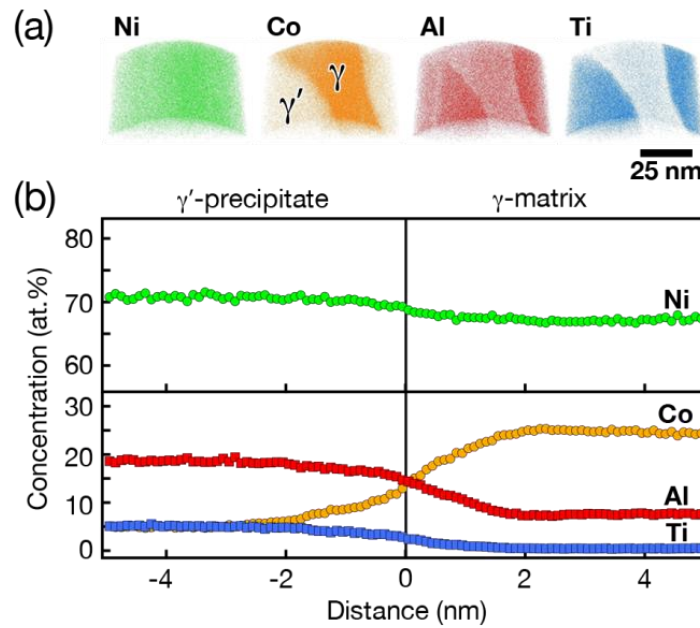 (a)
Ni Co Al Ti
γ
γ'
25 nm
(b)
γ'-precipitate γ-matrix
Concentration (at.%)
80
70
60
30
20
10
0
Ni
Co
Al
Ti
-4 -2 0 2 4
Distance (nm)